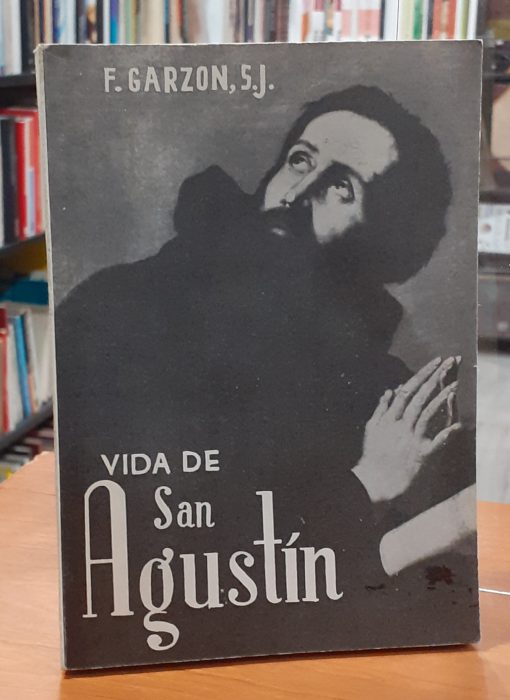 F. GARZON, S.J.
VIDA DE
San
Agustín